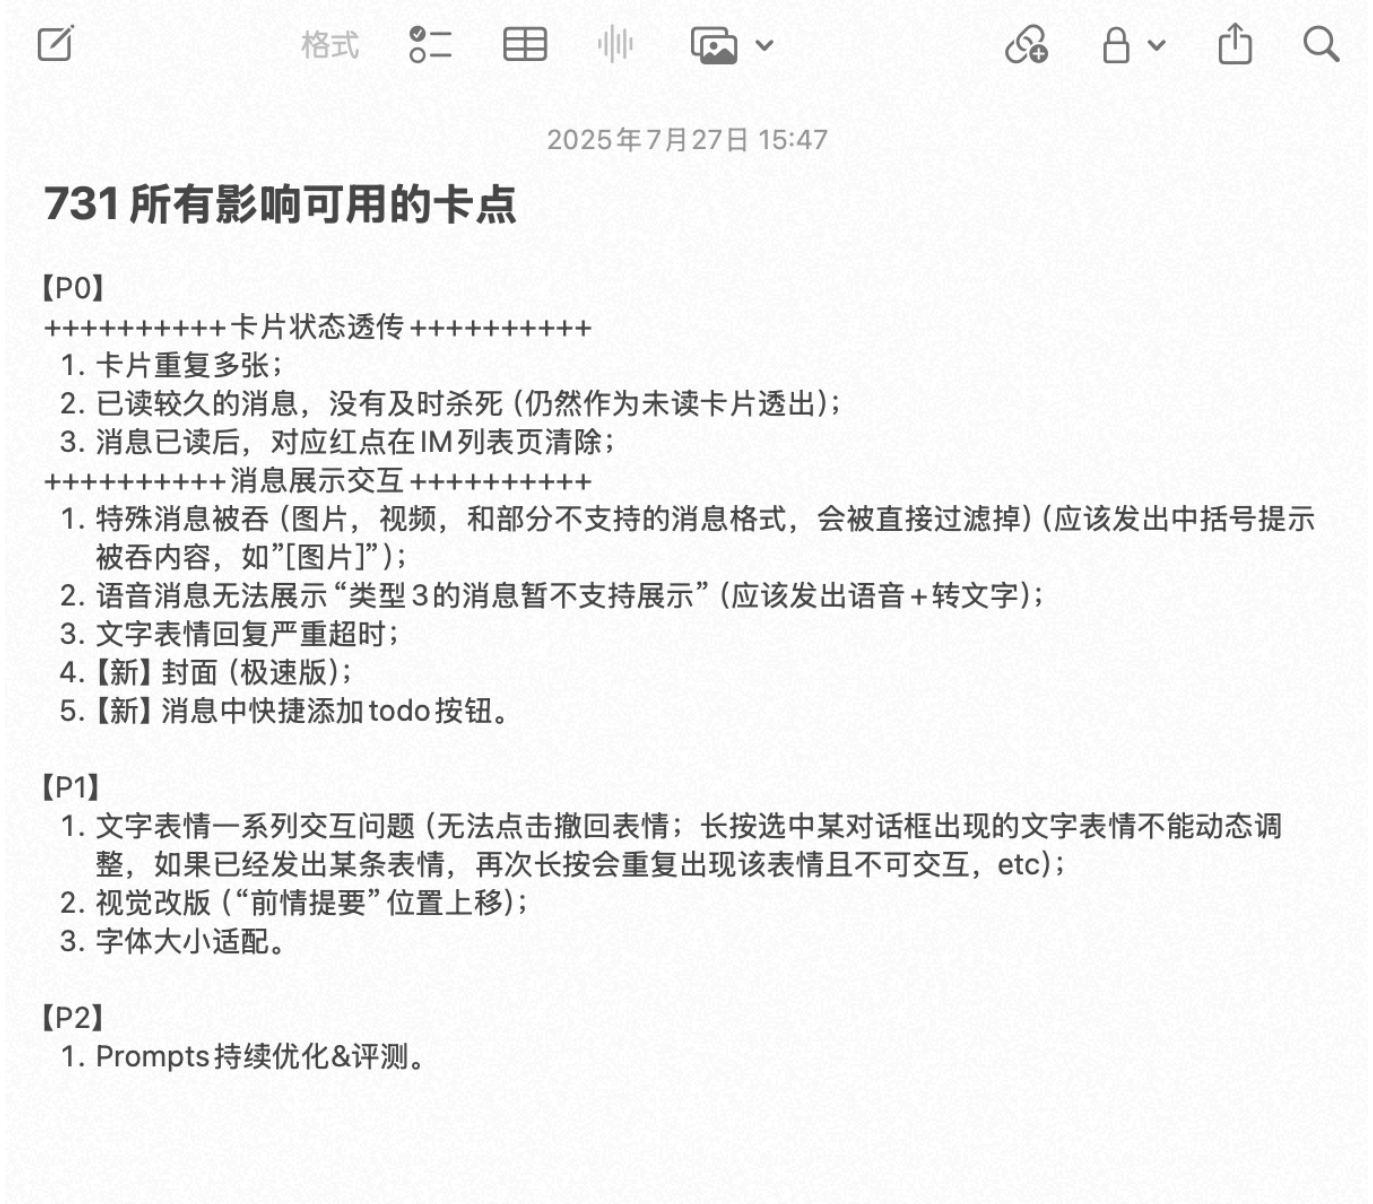 格式
2025年7月27日 15:47
731 所有影响可用的卡点
【P0】
++++++++++卡片状态透传++++++++++
1. 卡片重复多张；
2. 已读较久的消息，没有及时杀死（仍然作为未读卡片透出）；
3. 消息已读后，对应红点在IM列表页清除；
++++++++++消息展示交互++++++++++
1. 特殊消息被吞（图片，视频，和部分不支持的消息格式，会被直接过滤掉）（应该发出中括号提示
被吞内容，如”[图片]”）；
2. 语音消息无法展示“类型3的消息暂不支持展示”（应该发出语音+转文字）；
3. 文字表情回复严重超时；
4.【新】封面（极速版）；
5.【新】消息中快捷添加todo按钮。
【P1】
1. 文字表情一系列交互问题（无法点击撤回表情；长按选中某对话框出现的文字表情不能动态调
整，如果已经发出某条表情，再次长按会重复出现该表情且不可交互，etc）；
2. 视觉改版（“前情提要”位置上移）；
3. 字体大小适配。
【P2】
1. Prompts持续优化&评测。